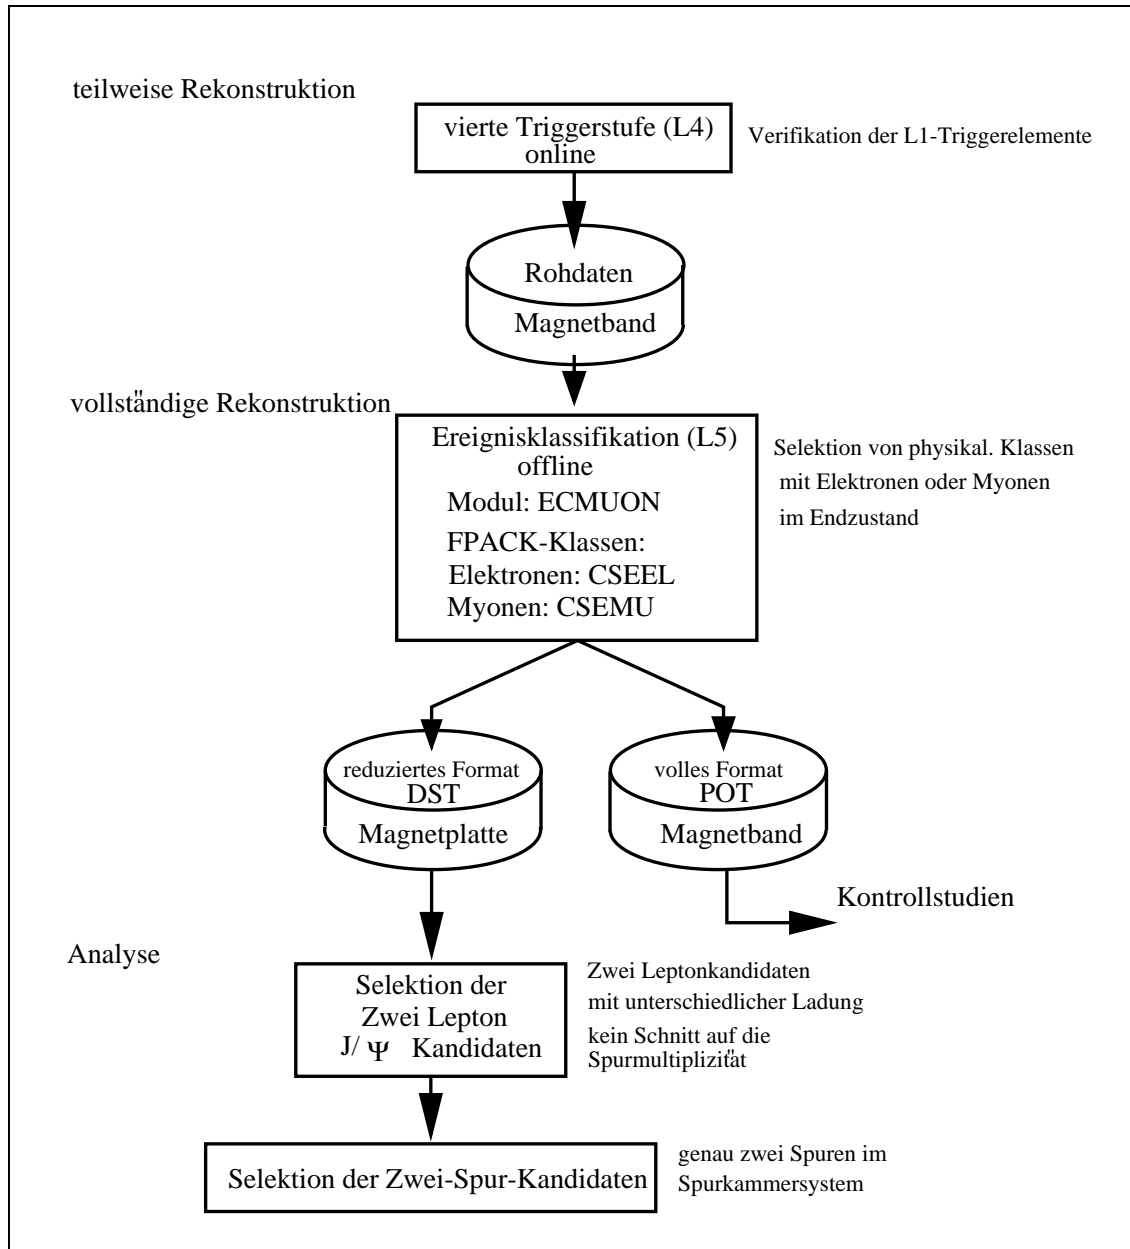 teilweise Rekonstruktion
vierte Triggerstufe (L4)
online
Verifikation der L1-Triggerelemente
Rohdaten
Magnetband
vollständige Rekonstruktion
Ereignisklassifikation (L5)
offline
Modul: ECMUON
FPACK-Klassen:
Elektronen: CSEEL
Myonen: CSEMU
Selektion von physikal. Klassen
mit Elektronen oder Myonen
im Endzustand
reduziertes Format
DST
Magnetplatte
volles Format
POT
Magnetband
Kontrollstudien
Analyse
Selektion der
Zwei Lepton
J/ Ψ Kandidaten
Zwei Leptonkandidaten
mit unterschiedlicher Ladung
kein Schnitt auf die
Spurmultiplizität
Selektion der Zwei-Spur-Kandidaten
genau zwei Spuren im
Spurkammersystem